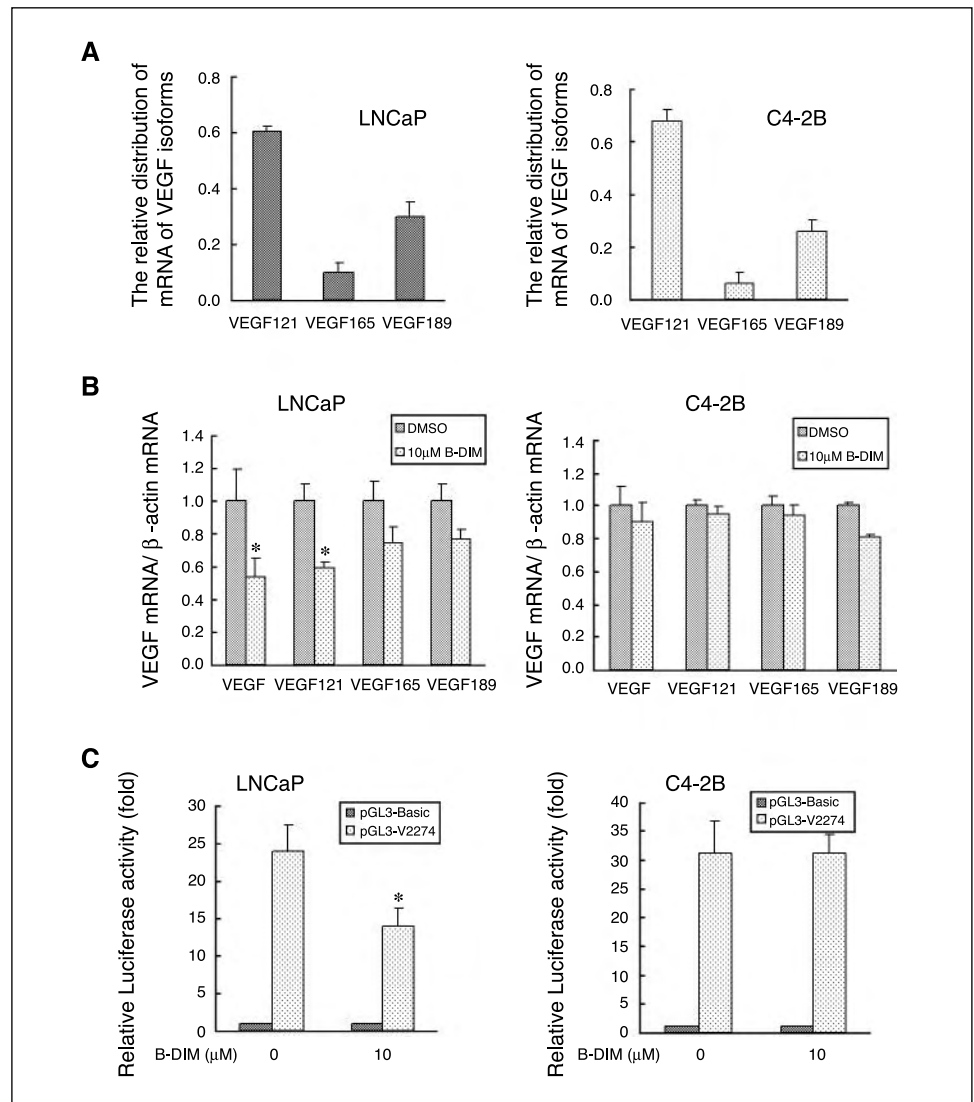 A
The relative distribution of
mRNA of VEGF isoforms
0.8
0.6
0.4
0.2
0.0
LNCaP
VEGF121 VEGF165 VEGF189
The relative distribution of
mRNA of VEGF isoforms
0.8
0.6
0.4
0.2
0.0
C4-2B
VEGF121 VEGF165 VEGF189
B
LNCaP
VEGF mRNA/ β -actin mRNA
DMSO
10μM B-DIM
1.4
1.2
1.0
0.8
0.6
0.4
0.2
0.0
* *
VEGF VEGF121 VEGF165 VEGF189
C4-2B
VEGF mRNA/ β -actin mRNA
DMSO
10μM B-DIM
1.4
1.2
1.0
0.8
0.6
0.4
0.2
0.0
VEGF VEGF121 VEGF165 VEGF189
C
LNCaP
Relative Luciferase activity (fold)
pGL3-Basic
pGL3-V2274
30
25
20
15
10
5
0
*
B-DIM (μM) 0 10
C4-2B
Relative Luciferase activity (fold)
pGL3-Basic
pGL3-V2274
40
35
30
25
20
15
10
5
0
B-DIM (μM) 0 10